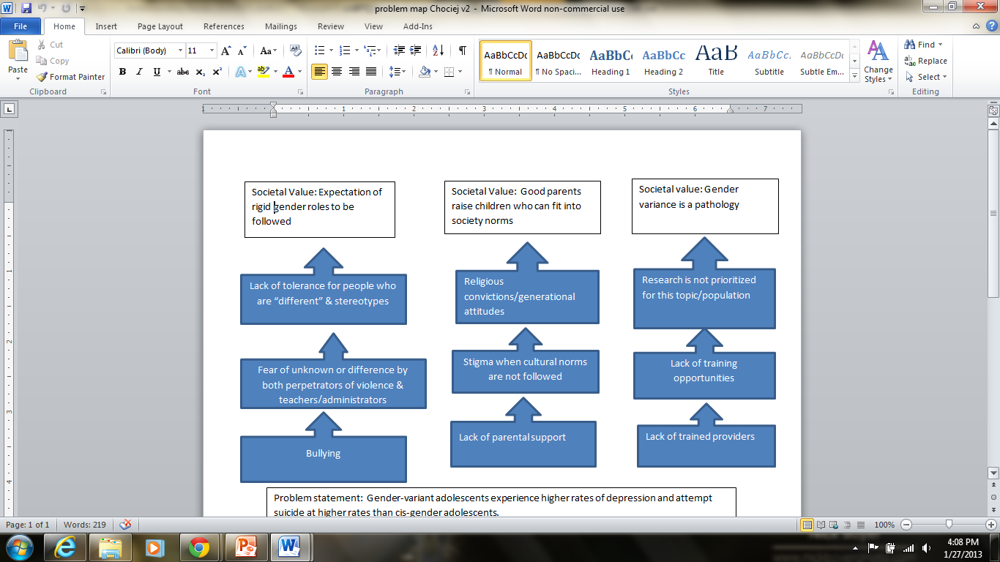 problem map Chociej v2 - Microsoft Word non-commercial use
File Home Insert Page Layout References Mailings Review View Add-Ins
Paste
Cut
Copy
Format Painter
Clipboard
Calibri (Body) 11
Font
Paragraph
AaBbCcDc AaBbCcDc AaBbCc AaBbCc AaB AaBbCc. AaBbCcDc
¶ Normal ¶ No Spaci... Heading 1 Heading 2 Title Subtitle Subtle Em...
Change
Styles
Styles
Find
Replace
Select
Editing
1 1 2 3 4 5 6 7
Societal Value: Expectation of
rigid gender roles to be
followed
Lack of tolerance for people who
are “different” & stereotypes
Fear of unknown or difference by
both perpetrators of violence &
teachers/administrators
Bullying
Societal Value: Good parents
raise children who can fit into
society norms
Religious
convictions/generational
attitudes
Stigma when cultural norms
are not followed
Lack of parental support
Societal value: Gender
variance is a pathology
Research is not prioritized
for this topic/population
Lack of training
opportunities
Lack of trained providers
Problem statement: Gender-variant adolescents experience higher rates of depression and attempt
suicide at higher rates than cis-gender adolescents.
Page: 1 of 1 Words: 219 100%
4:08 PM
1/27/2013